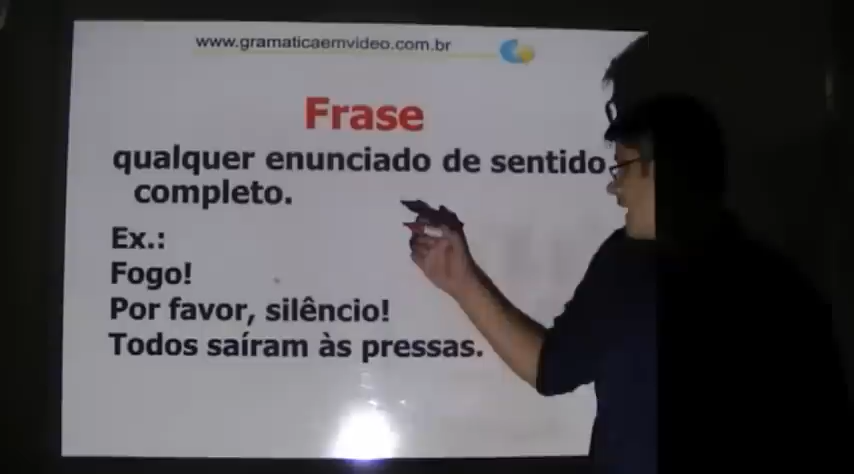 www.gramaticaemvideo.com.br
Frase
qualquer enunciado de sentido
completo.
Ex.:
Fogo!
Por favor, silêncio!
Todos saíram às pressas.